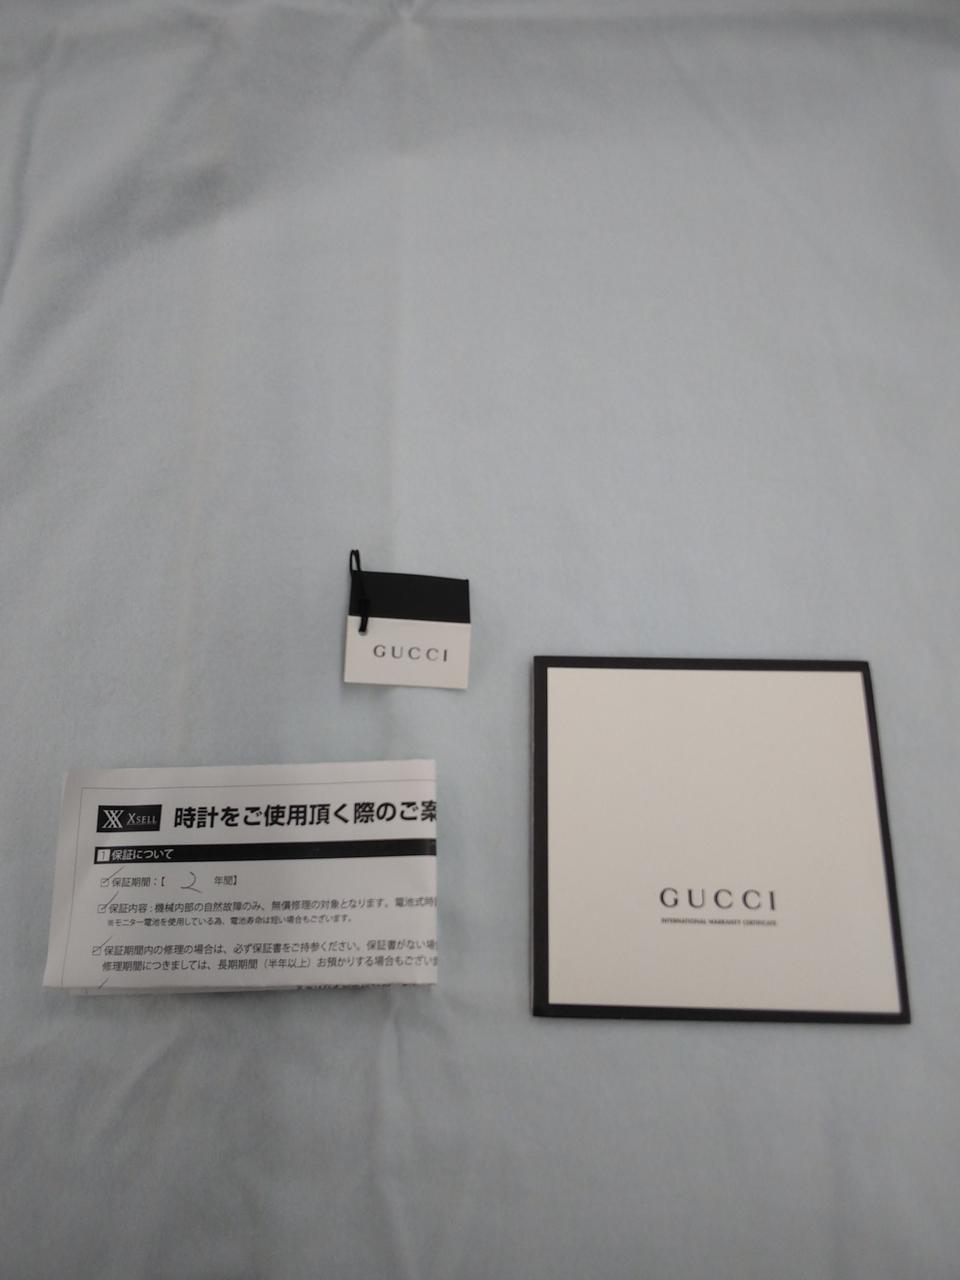 GUCCI
XX XSELL 時計をご使用頂く際のご案
1 保証について
保証期間:【 2 年間】
保証内容:機械内部の自然故障のみ、無償修理の対象となります。電池式時
※モニター電池を使用している為、電池寿命は短い場合もございます。
保証期間内の修理の場合は、必ず保証書をご持参ください。保証書がない場
修理期間につきましては、長期期間(半年以上)お預かりする場合もござい
GUCCI
INTERNATIONAL WARRANTY CERTIFICATE